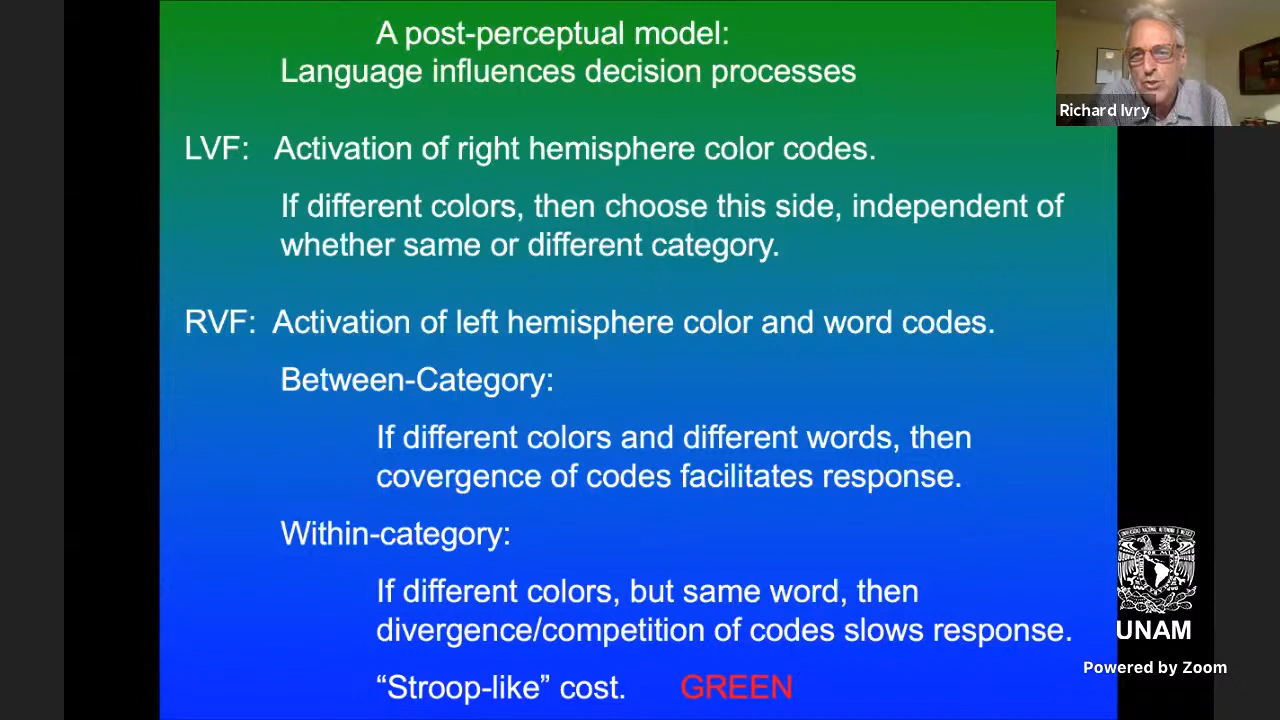 A post-perceptual model:
Language influences decision processes
Richard Ivry
LVF: Activation of right hemisphere color codes.
If different colors, then choose this side, independent of
whether same or different category.
RVF: Activation of left hemisphere color and word codes.
Between-Category:
If different colors and different words, then
covergence of codes facilitates response.
Within-category:
If different colors, but same word, then
divergence/competition of codes slows response.
“Stroop-like” cost. GREEN
UNAM
Powered by Zoom